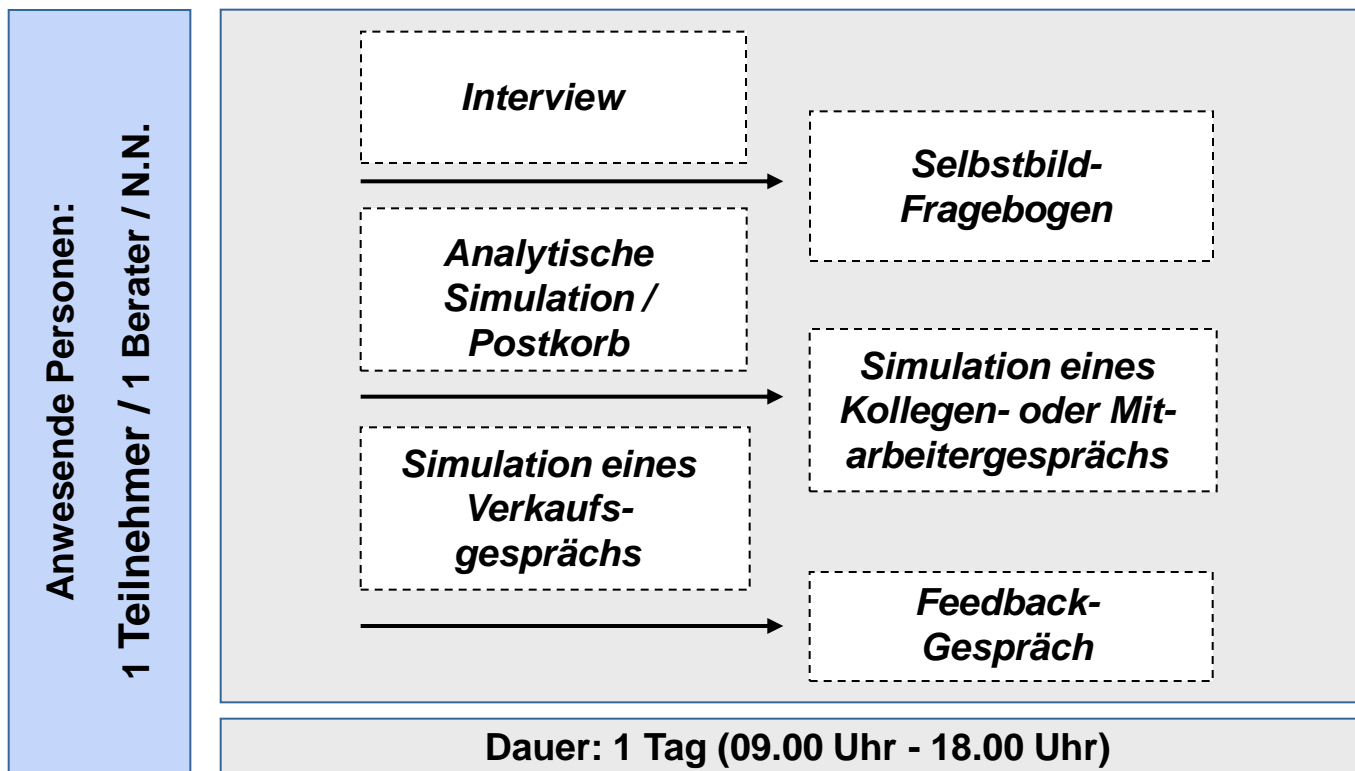 Anwesende Personen:
1 Teilnehmer / 1 Berater / N.N.
Interview
Selbstbild-
Fragebogen
Analytische
Simulation /
Postkorb
Simulation eines
Kollegen- oder Mit-
arbeitergesprächs
Simulation eines
Verkaufs-
gesprächs
Feedback-
Gespräch
Dauer: 1 Tag (09.00 Uhr - 18.00 Uhr)